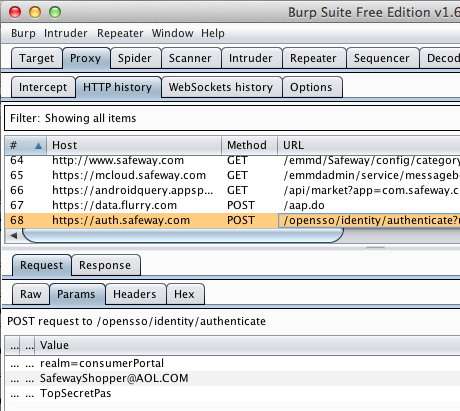 Burp Suite Free Edition v1.6
Burp Intruder Repeater Window Help
Target Proxy Spider Scanner Intruder Repeater Sequencer Decod
Intercept HTTP history WebSockets history Options
Filter: Showing all items
# Host Method URL
64 http://www.safeway.com GET /emmd/Safeway/config/category
65 https://mcloud.safeway.com GET /emmdadmin/service/messageb
66 https://androidquery.appsp... GET /api/market?app=com.safeway.c
67 https://data.flurry.com POST /aap.do
68 https://auth.safeway.com POST /opensso/identity/authenticate?u
Request Response
Raw Params Headers Hex
POST request to /opensso/identity/authenticate
... ... Value
... ... realm=consumerPortal
... ... SafewayShopper@AOL.COM
... ... TopSecretPas